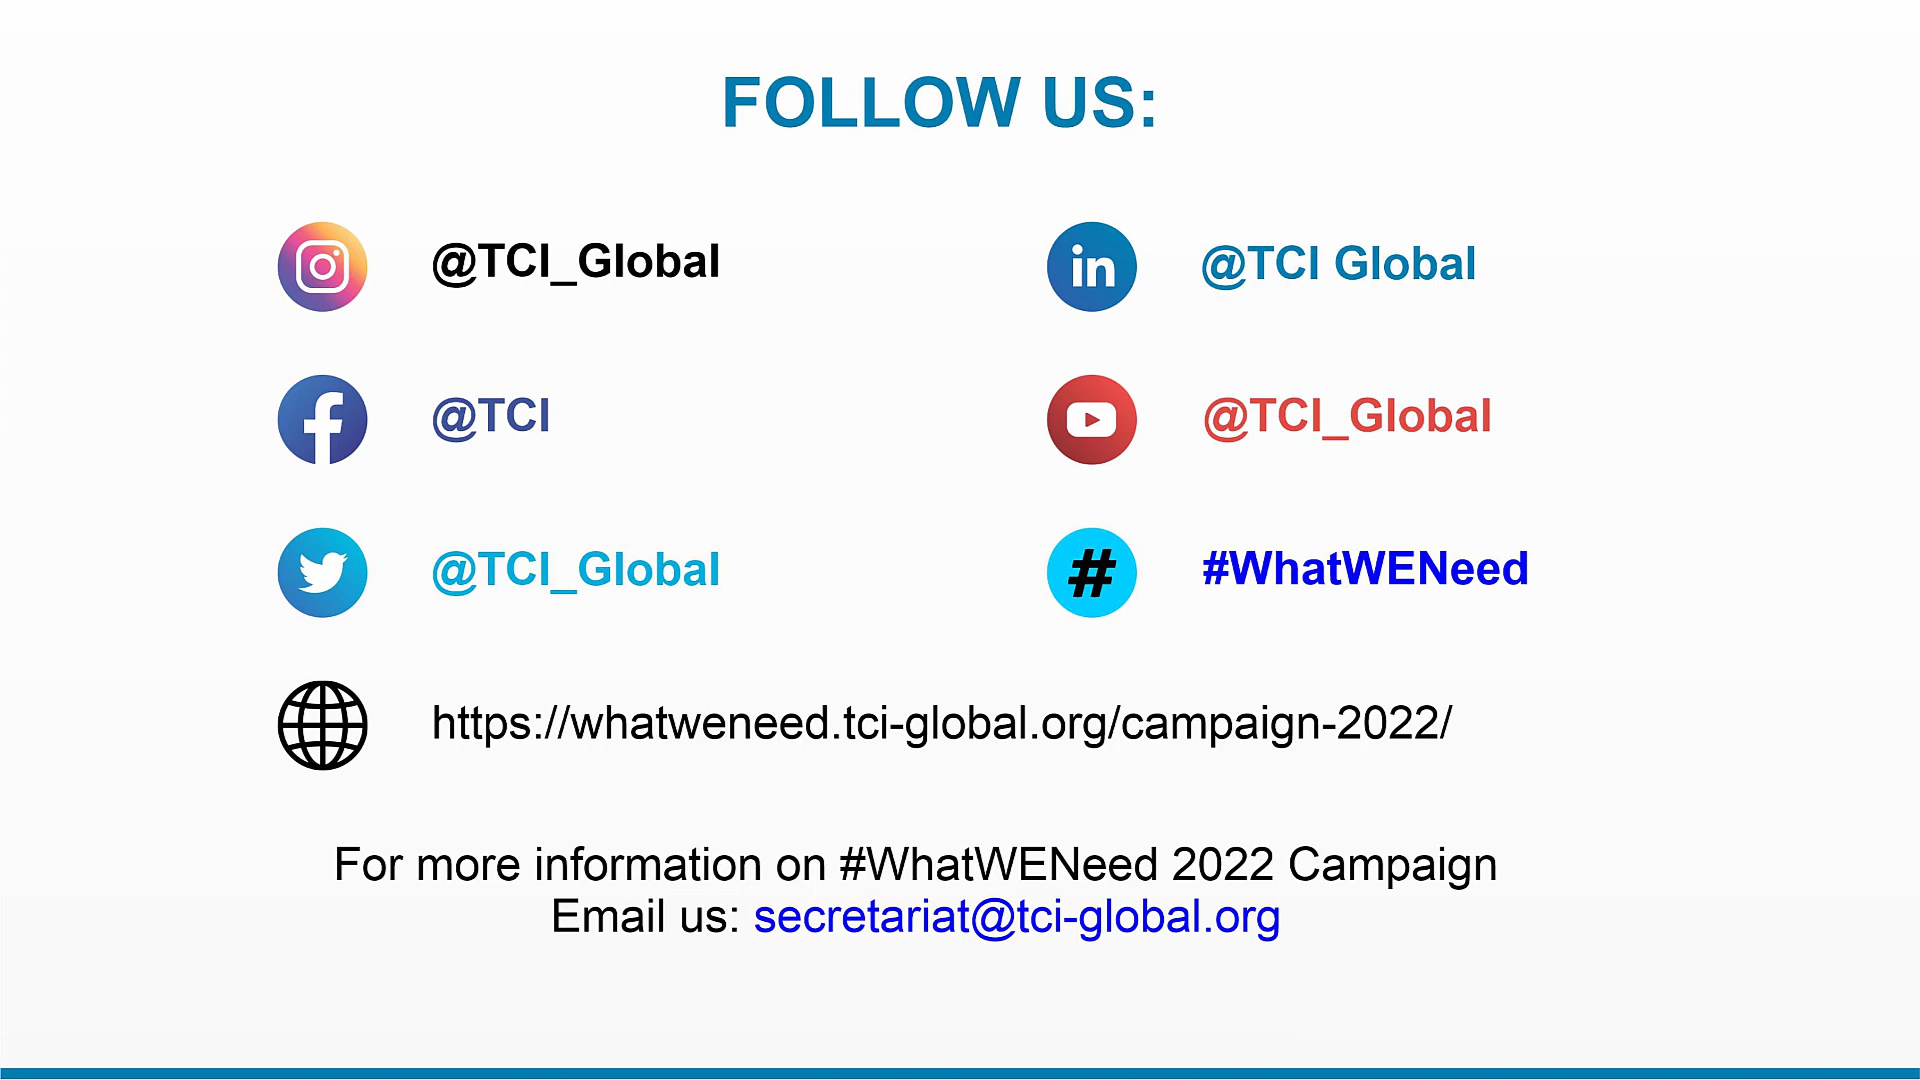 FOLLOW US:
@TCI_Global
@TCI Global
@TCI
@TCI_Global
@TCI_Global
#WhatWENeed
https://whatweneed.tci-global.org/campaign-2022/
For more information on #WhatWENeed 2022 Campaign
Email us: secretariat@tci-global.org